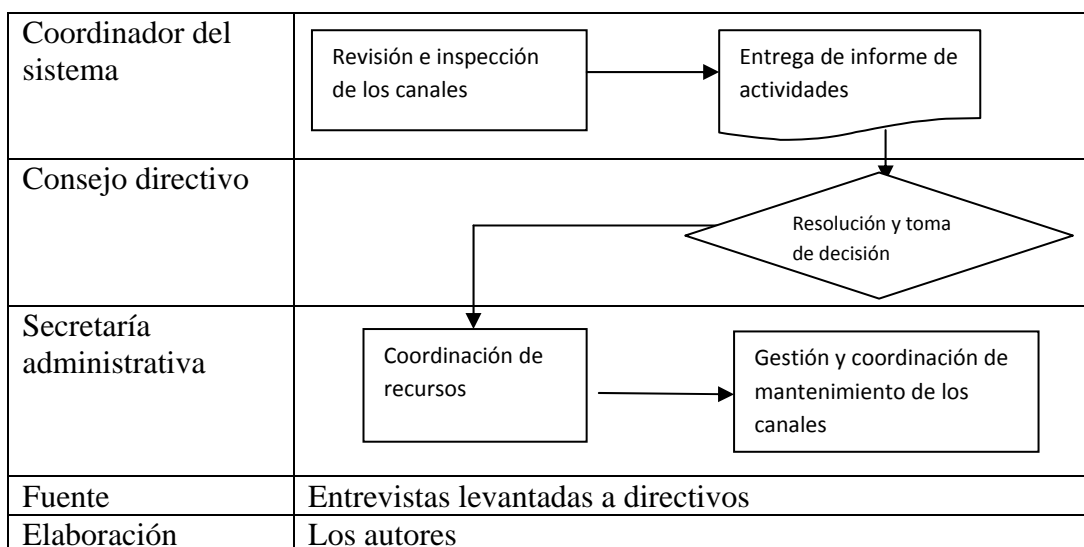 Coordinador del
sistema
Revisión e inspección
de los canales
Entrega de informe de
actividades
Consejo directivo
Resolución y toma
de decisión
Secretaría
administrativa
Coordinación de
recursos
Gestión y coordinación de
mantenimiento de los
canales
Fuente
Entrevistas levantadas a directivos
Elaboración
Los autores